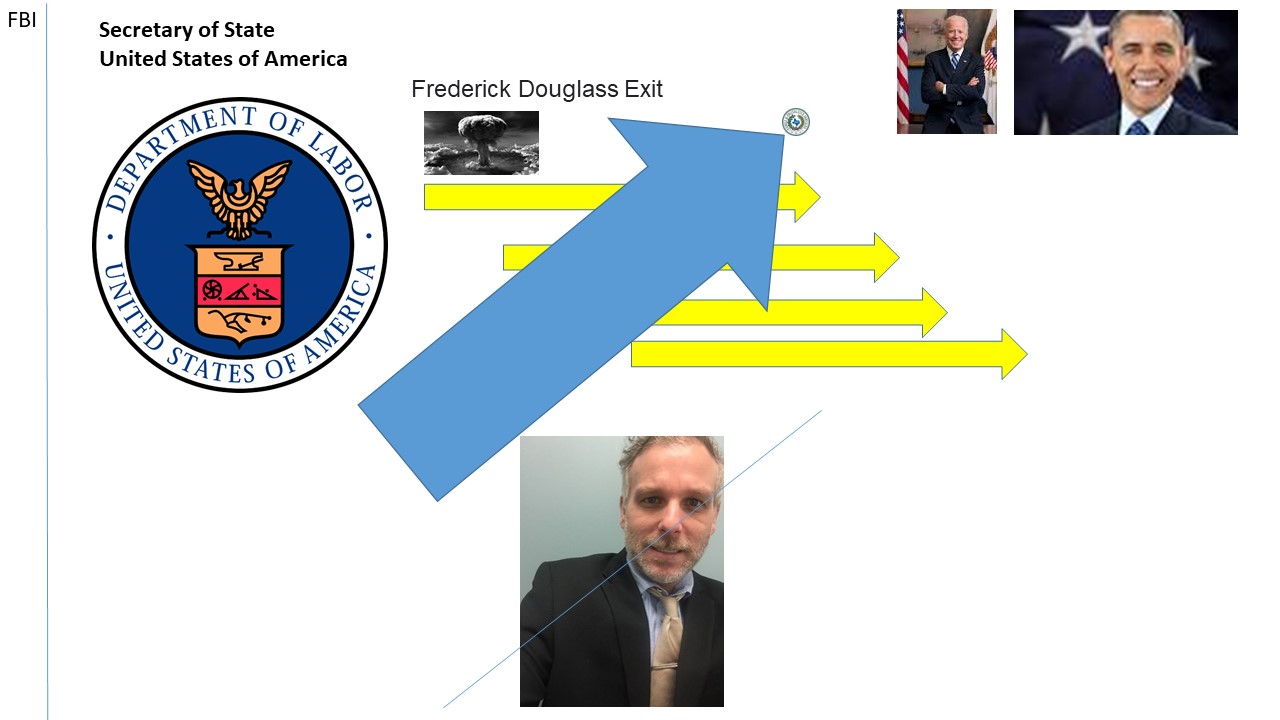 FBI
Secretary of State
United States of America
Frederick Douglass Exit
DEPARTMENT OF LABOR
UNITED STATES OF AMERICA